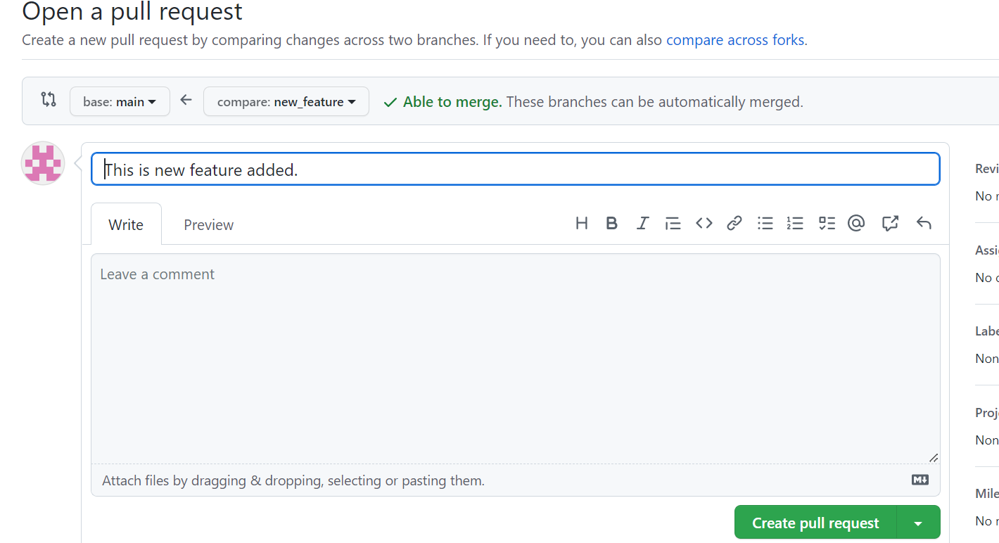 Open a pull request
Create a new pull request by comparing changes across two branches. If you need to, you can also compare across forks.
base: main
compare: new_feature
Able to merge. These branches can be automatically merged.
This is new feature added.
Write Preview
H B I
Leave a comment
Attach files by dragging & dropping, selecting or pasting them.
Create pull request
Revi
No r
Assi
No
Labe
Non
Proj
Non
Mile
No r